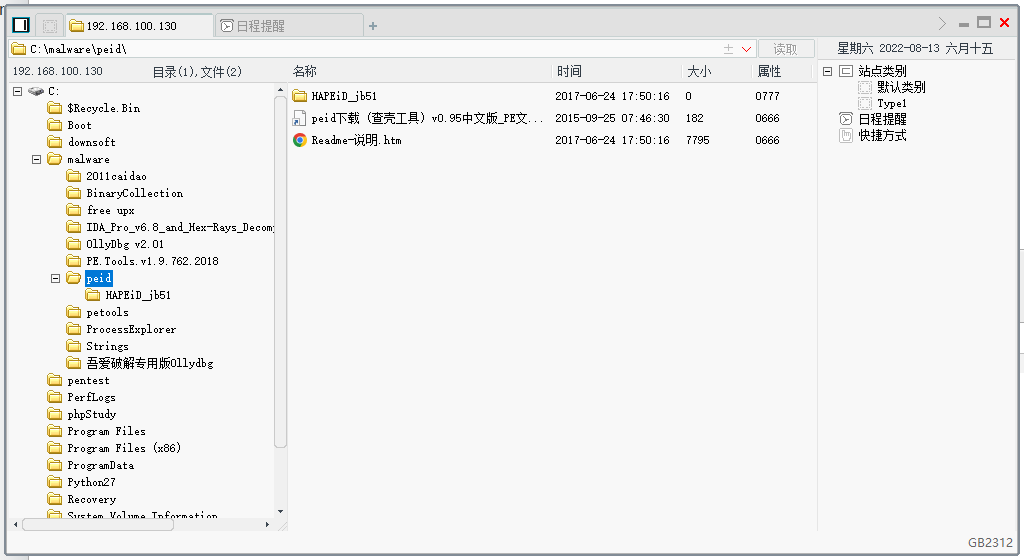 192.168.100.130 日程提醒 +
C:\malware\peid\ 读取 星期六 2022-08-13 六月十五
192.168.100.130 目录(1),文件(2) 名称 时间 大小 属性
C:
$Recycle.Bin
Boot
downsoft
malware
2011caidao
BinaryCollection
free upx
IDA_Pro_v6.8_and_Hex-Rays_Decomp
OllyDbg v2.01
PE.Tools.v1.9.762.2018
peid
HAPEiD_jb51
petools
ProcessExplorer
Strings
吾爱破解专用版Ollydbg
pentest
PerfLogs
phpStudy
Program Files
Program Files (x86)
ProgramData
Python27
Recovery
System Volume Information
HAPEiD_jb51 2017-06-24 17:50:16 0 0777
peid下载（查壳工具）v0.95中文版_PE文... 2015-09-25 07:46:30 182 0666
Readme-说明.htm 2017-06-24 17:50:16 7795 0666
站点类别
默认类别
Type1
日程提醒
快捷方式
GB2312